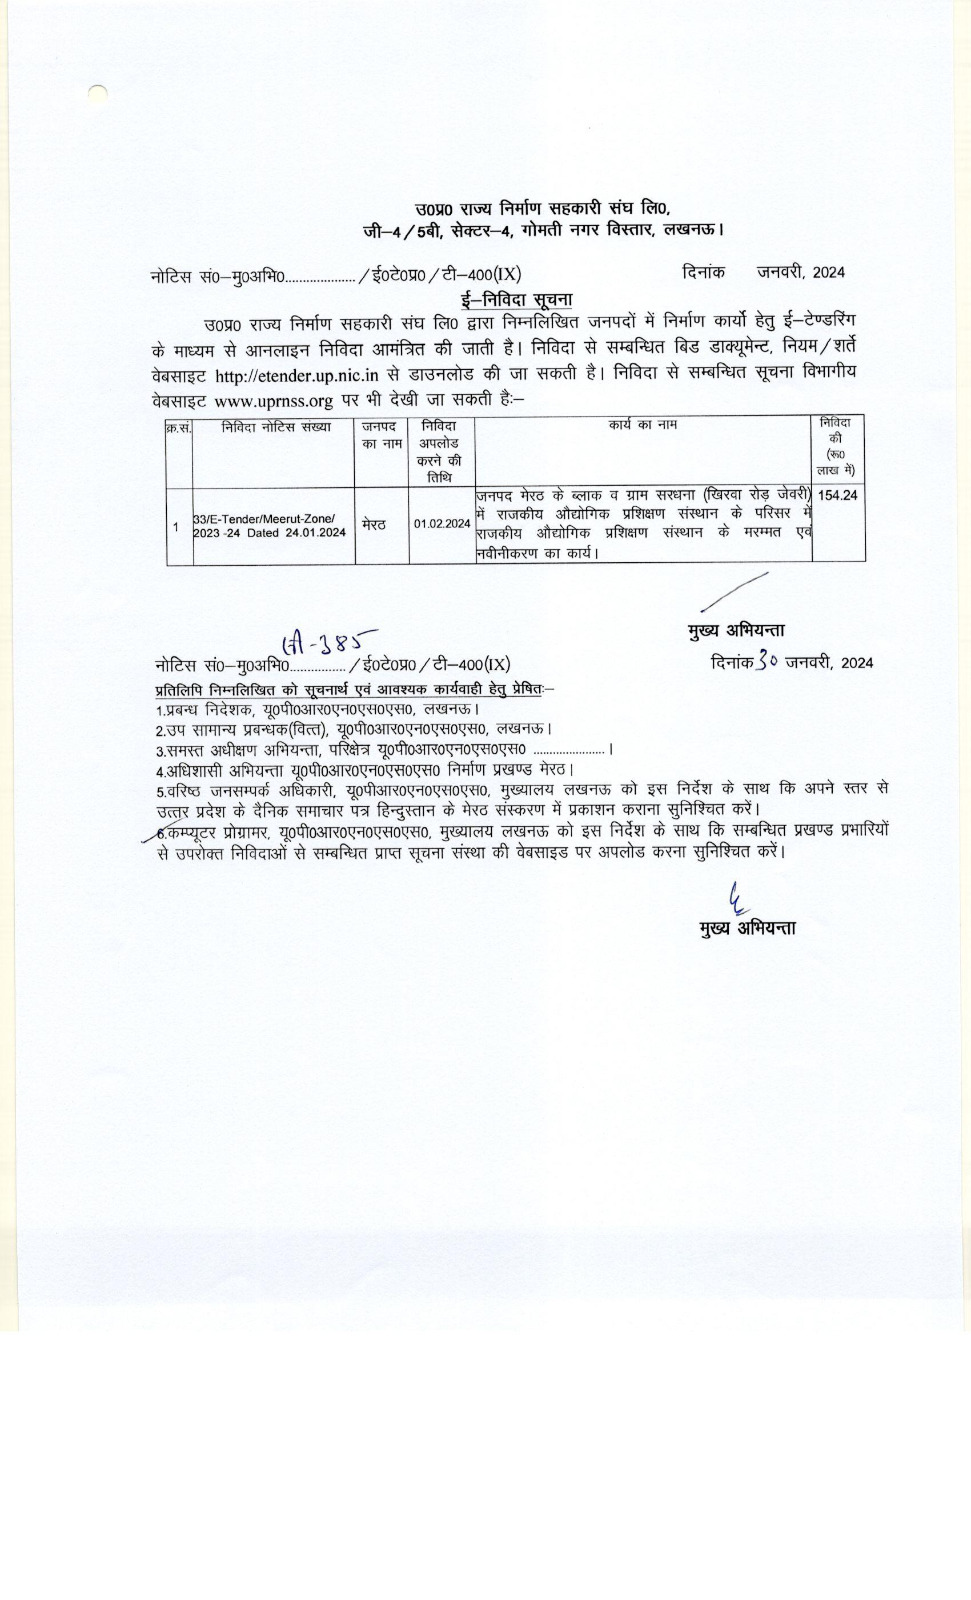 उ0प्र0 राज्य निर्माण सहकारी संघ लि0,
जी–4/5बी, सेक्टर–4, गोमती नगर विस्तार, लखनऊ।
नोटिस सं0–मु0अभि0..................../ई0टे0प्र0/टी–400(IX) दिनांक जनवरी, 2024
ई–निविदा सूचना
उ0प्र0 राज्य निर्माण सहकारी संघ लि0 द्वारा निम्नलिखित जनपदों में निर्माण कार्यो हेतु ई–टेण्डरिंग
के माध्यम से आनलाइन निविदा आमंत्रित की जाती है। निविदा से सम्बन्धित बिड डाक्यूमेन्ट, नियम/शर्ते
वेबसाइट http://etender.up.nic.in से डाउनलोड की जा सकती है। निविदा से सम्बन्धित सूचना विभागीय
वेबसाइट www.uprnss.org पर भी देखी जा सकती है:–
क्र.सं. निविदा नोटिस संख्या जनपद का नाम निविदा अपलोड करने की तिथि कार्य का नाम निविदा की (रू0 लाख में)
1 33/E-Tender/Meerut-Zone/ 2023 -24 Dated 24.01.2024 मेरठ 01.02.2024 जनपद मेरठ के ब्लाक व ग्राम सरधना (खिरवा रोड़ जेवरी) 154.24
में राजकीय औद्योगिक प्रशिक्षण संस्थान के परिसर में
राजकीय औद्योगिक प्रशिक्षण संस्थान के मरम्मत एवं
नवीनीकरण का कार्य।
मुख्य अभियन्ता
नोटिस सं0–मु0अभि0................/ई0टे0प्र0/टी–400(IX) दिनांक 30 जनवरी, 2024
प्रतिलिपि निम्नलिखित को सूचनार्थ एवं आवश्यक कार्यवाही हेतु प्रेषितः–
1.प्रबन्ध निदेशक, यू0पी0आर0एन0एस0एस0, लखनऊ।
2.उप सामान्य प्रबन्धक(वित्त), यू0पी0आर0एन0एस0एस0, लखनऊ।
3.समस्त अधीक्षण अभियन्ता, परिक्षेत्र यू0पी0आर0एन0एस0एस0 .....................।
4.अधिशासी अभियन्ता यू0पी0आर0एन0एस0एस0 निर्माण प्रखण्ड मेरठ।
5.वरिष्ठ जनसम्पर्क अधिकारी, यू0पीआर0एन0एस0एस0, मुख्यालय लखनऊ को इस निर्देश के साथ कि अपने स्तर से
उत्तर प्रदेश के दैनिक समाचार पत्र हिन्दुस्तान के मेरठ संस्करण में प्रकाशन कराना सुनिश्चित करें।
6.कम्प्यूटर प्रोग्रामर, यू0पी0आर0एन0एस0एस0, मुख्यालय लखनऊ को इस निर्देश के साथ कि सम्बन्धित प्रखण्ड प्रभारियों
से उपरोक्त निविदाओं से सम्बन्धित प्राप्त सूचना संस्था की वेबसाइड पर अपलोड करना सुनिश्चित करें।
मुख्य अभियन्ता